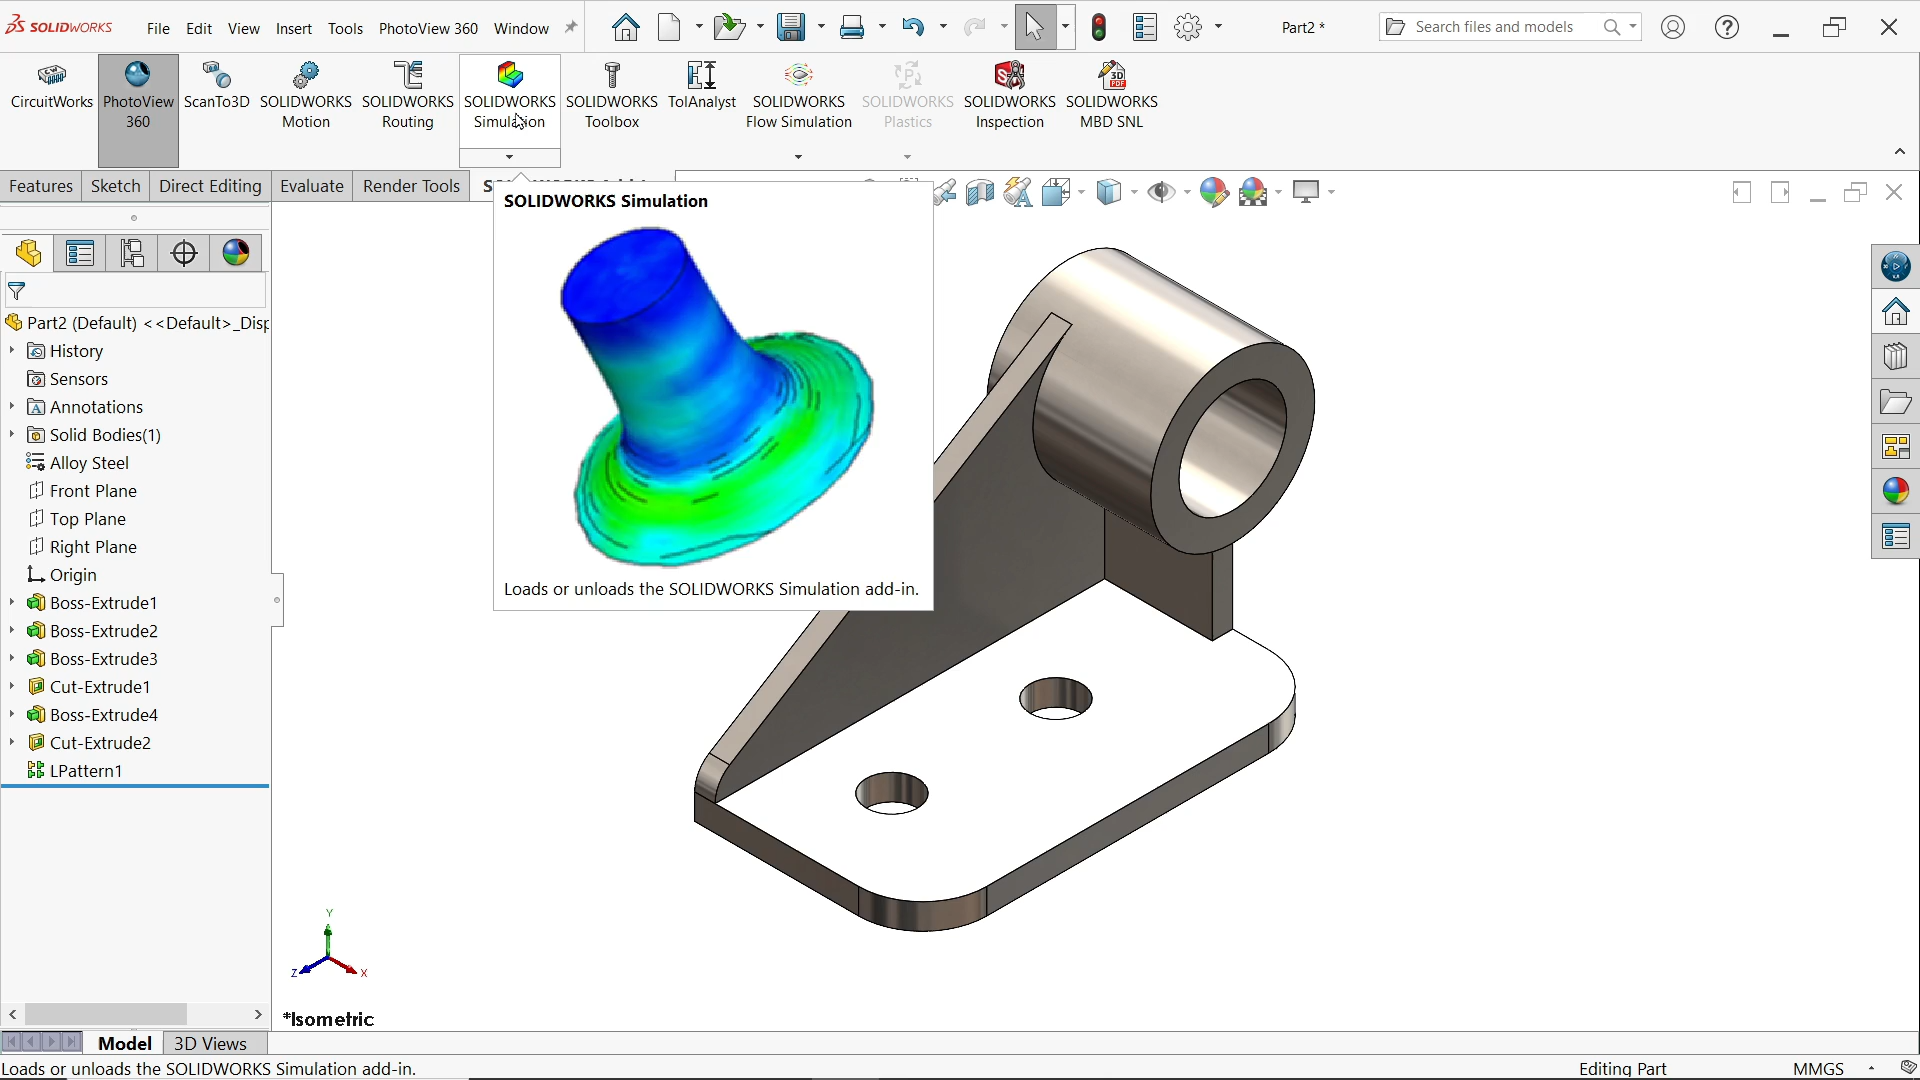 SOLIDWORKS File Edit View Insert Tools PhotoView 360 Window Part2 * Search files and models
CircuitWorks
PhotoView
360
ScanTo3D
SOLIDWORKS
Motion
SOLIDWORKS
Routing
SOLIDWORKS
Simulation
SOLIDWORKS
Toolbox
TolAnalyst
SOLIDWORKS
Flow Simulation
SOLIDWORKS
Plastics
SOLIDWORKS
Inspection
SOLIDWORKS
MBD SNL
Features Sketch Direct Editing Evaluate Render Tools
SOLIDWORKS Simulation
Loads or unloads the SOLIDWORKS Simulation add-in.
Part2 (Default) <<Default>_Disp
History
Sensors
Annotations
Solid Bodies(1)
Alloy Steel
Front Plane
Top Plane
Right Plane
Origin
Boss-Extrude1
Boss-Extrude2
Boss-Extrude3
Cut-Extrude1
Boss-Extrude4
Cut-Extrude2
LPattern1
Y
Z X
*Isometric
Model 3D Views
Loads or unloads the SOLIDWORKS Simulation add-in. Editing Part MMGS